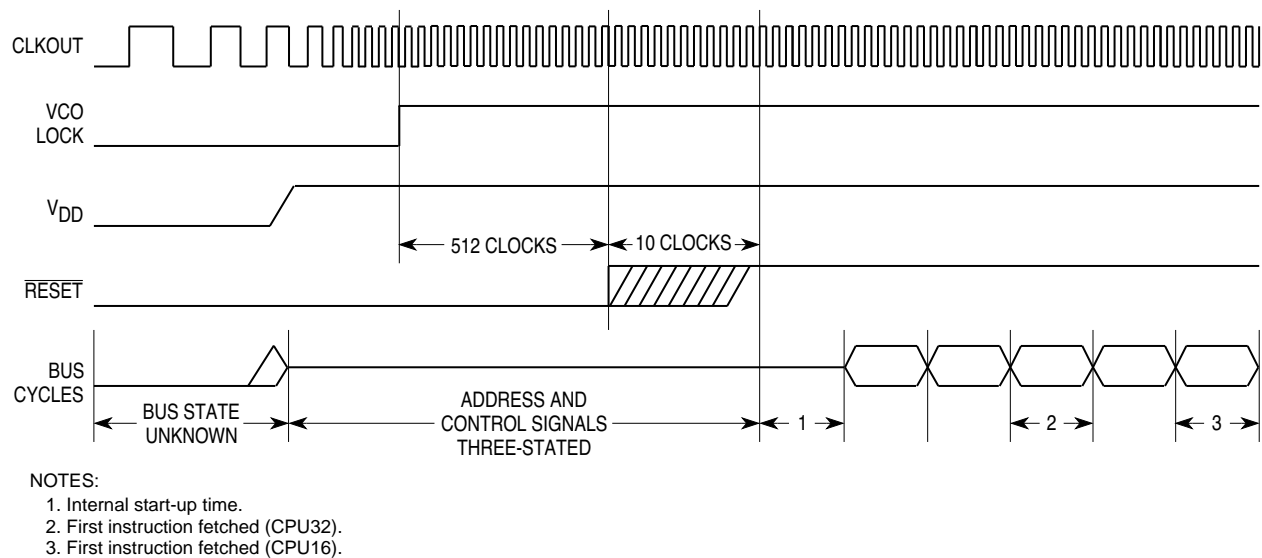 CLKOUT
VCO
LOCK
VDD
512 CLOCKS
10 CLOCKS
RESET
BUS
CYCLES
BUS STATE
UNKNOWN
ADDRESS AND
CONTROL SIGNALS
THREE-STATED
1
2
3
NOTES:
1. Internal start-up time.
2. First instruction fetched (CPU32).
3. First instruction fetched (CPU16).